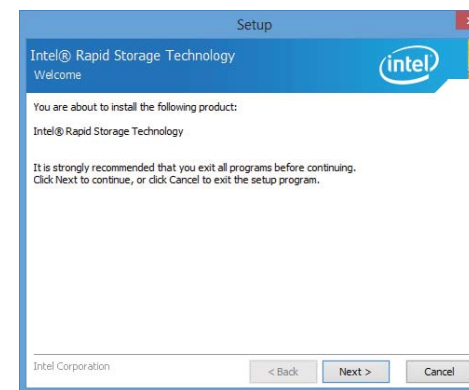 Setup
Intel® Rapid Storage Technology
Welcome
intel
You are about to install the following product:
Intel® Rapid Storage Technology
It is strongly recommended that you exit all programs before continuing.
Click Next to continue, or click Cancel to exit the setup program.
Intel Corporation
< Back
Next >
Cancel